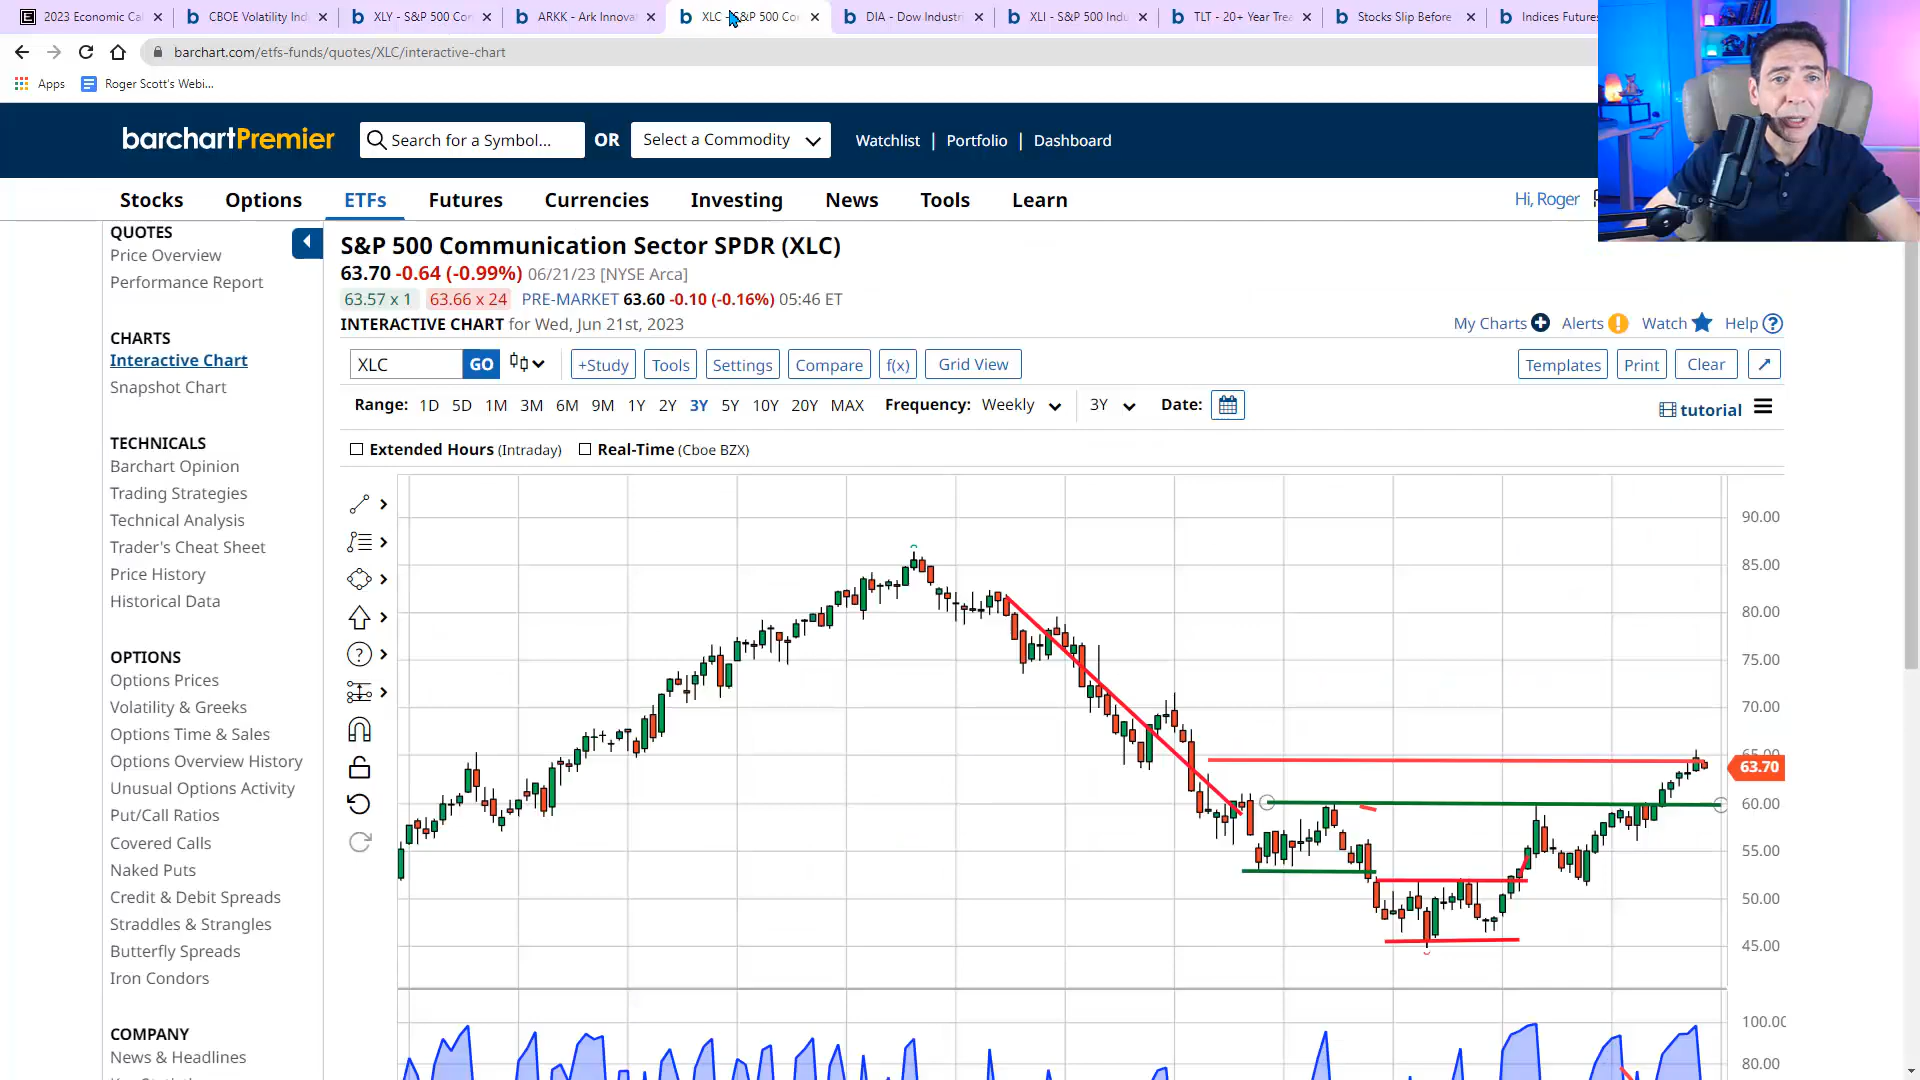 2023 Economic Ca
CBOE Volatility Ind
XLY - S&P 500 Con
ARKK - Ark Innova
XLC - S&P 500 Co
DIA - Dow Industri
XLI - S&P 500 Indu
TLT - 20+ Year Trea
Stocks Slip Before
Indices Futures
barchart.com/etfs-funds/quotes/XLC/interactive-chart
Apps
Roger Scott's Webi...
barchartPremier
Search for a Symbol...
OR
Select a Commodity
Watchlist | Portfolio | Dashboard
Stocks Options ETFs Futures Currencies Investing News Tools Learn
Hi, Roger
QUOTES
Price Overview
Performance Report
CHARTS
Interactive Chart
Snapshot Chart
TECHNICALS
Barchart Opinion
Trading Strategies
Technical Analysis
Trader's Cheat Sheet
Price History
Historical Data
OPTIONS
Options Prices
Volatility & Greeks
Options Time & Sales
Options Overview History
Unusual Options Activity
Put/Call Ratios
Covered Calls
Naked Puts
Credit & Debit Spreads
Straddles & Strangles
Butterfly Spreads
Iron Condors
COMPANY
News & Headlines
S&P 500 Communication Sector SPDR (XLC)
63.70 -0.64 (-0.99%) 06/21/23 [NYSE Arca]
63.57 x 1 63.66 x 24 PRE-MARKET 63.60 -0.10 (-0.16%) 05:46 ET
INTERACTIVE CHART for Wed, Jun 21st, 2023
My Charts Alerts Watch Help
XLC GO +Study Tools Settings Compare f(x) Grid View Templates Print Clear
Range: 1D 5D 1M 3M 6M 9M 1Y 2Y 3Y 5Y 10Y 20Y MAX Frequency: Weekly 3Y Date:
tutorial
Extended Hours (Intraday) Real-Time (Cboe BZX)
90.00
85.00
80.00
75.00
70.00
65.00
63.70
60.00
55.00
50.00
45.00
100.00
80.00